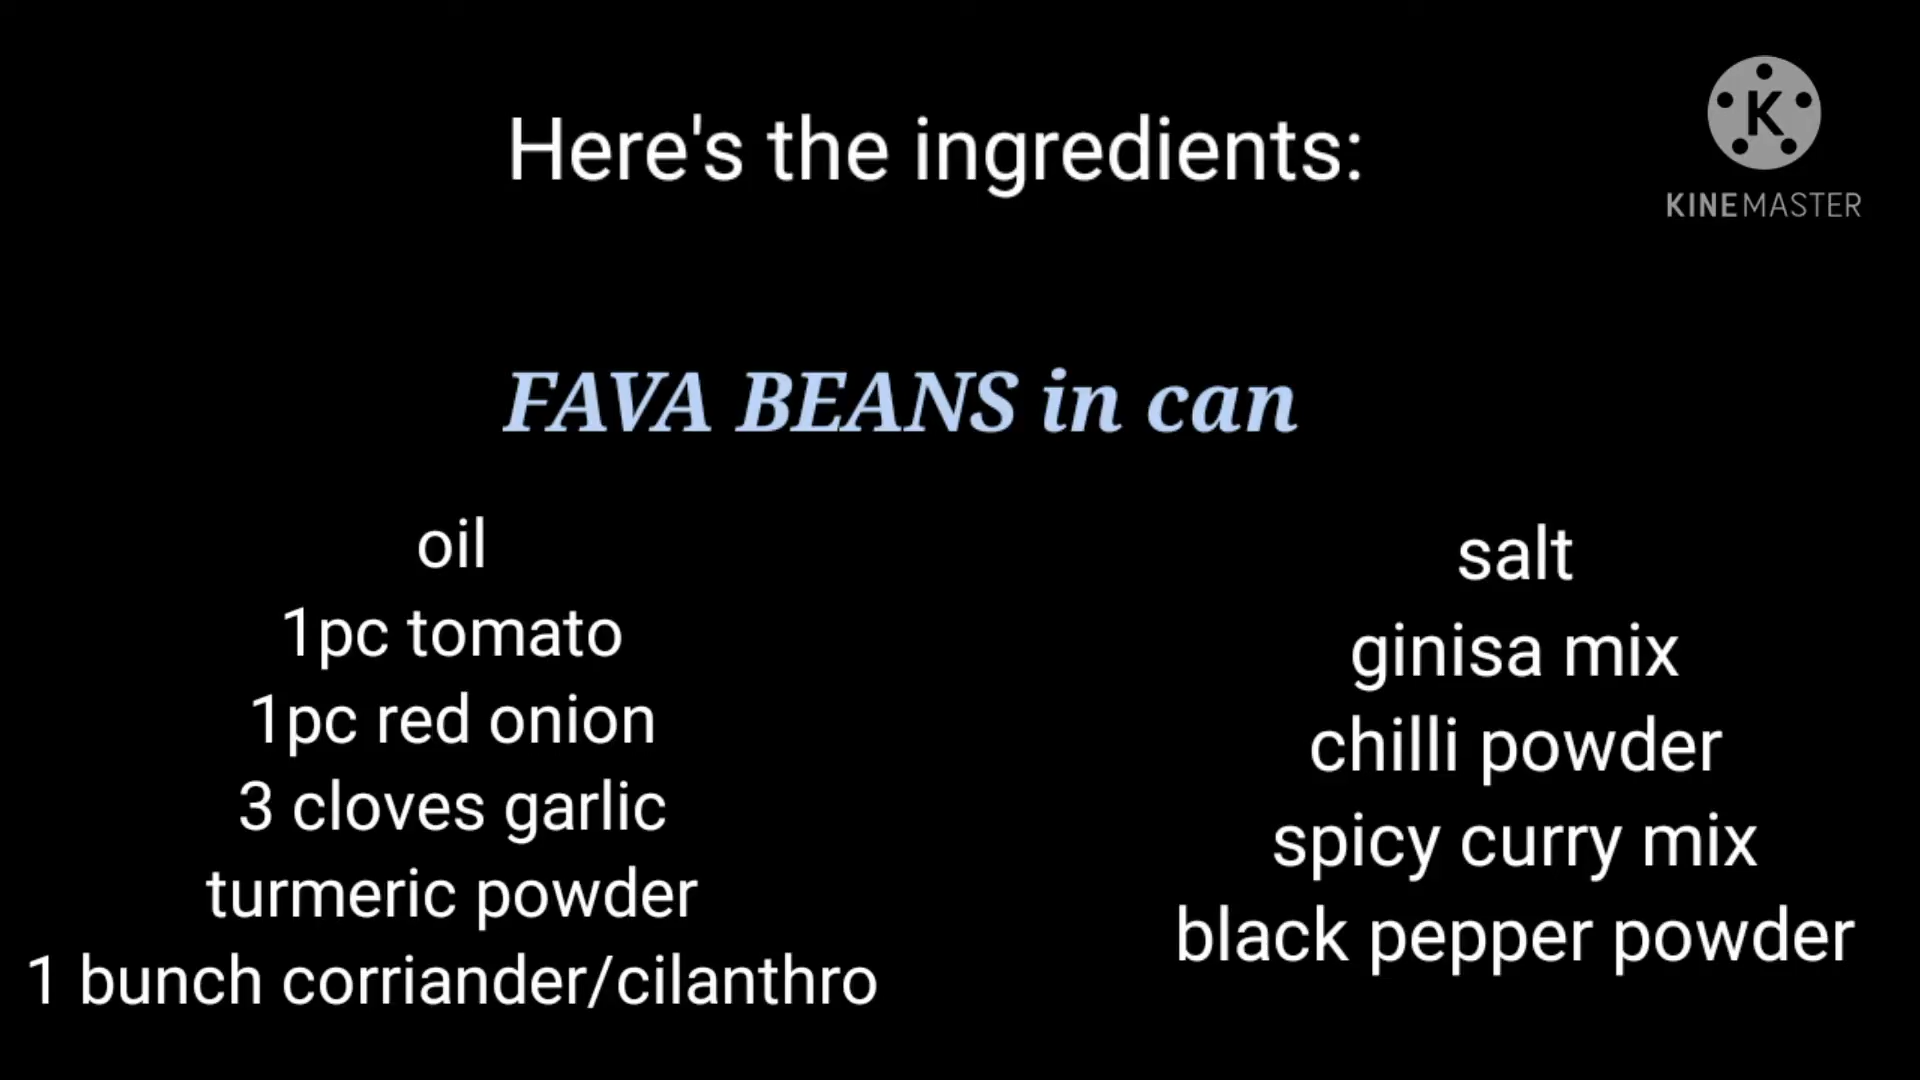 Here's the ingredients:
K
KINEMASTER
FAVA BEANS in can
oil
1pc tomato
1pc red onion
3 cloves garlic
turmeric powder
1 bunch corriander/cilanthro
salt
ginisa mix
chilli powder
spicy curry mix
black pepper powder